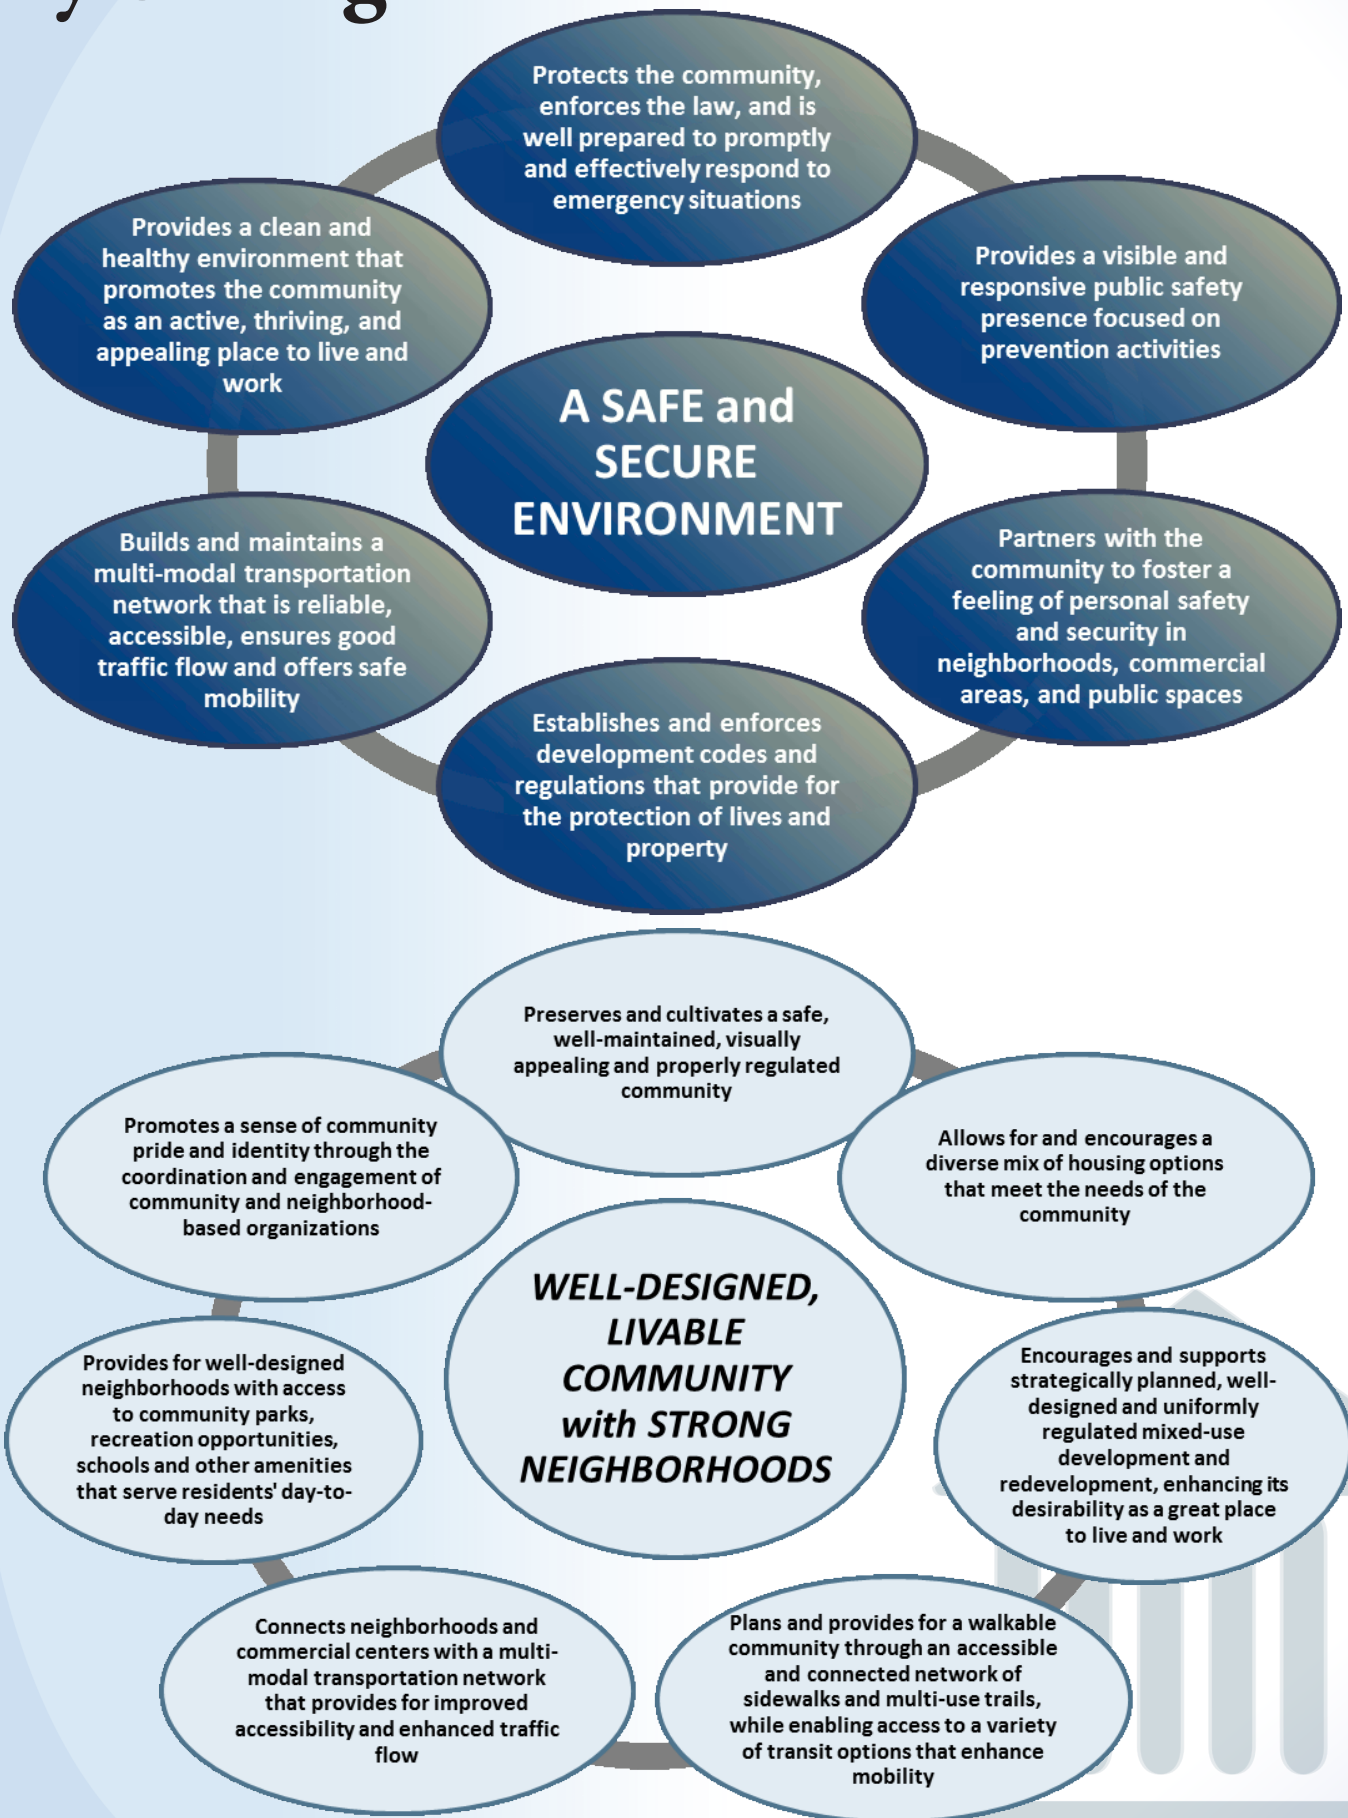 Protects the community,
enforces the law, and is
well prepared to promptly
and effectively respond to
emergency situations
Provides a clean and
healthy environment that
promotes the community
as an active, thriving, and
appealing place to live and
work
Provides a visible and
responsive public safety
presence focused on
prevention activities
A SAFE and
SECURE
ENVIRONMENT
Builds and maintains a
multi-modal transportation
network that is reliable,
accessible, ensures good
traffic flow and offers safe
mobility
Partners with the
community to foster a
feeling of personal safety
and security in
neighborhoods, commercial
areas, and public spaces
Establishes and enforces
development codes and
regulations that provide for
the protection of lives and
property
Preserves and cultivates a safe,
well-maintained, visually
appealing and properly regulated
community
Promotes a sense of community
pride and identity through the
coordination and engagement of
community and neighborhood-
based organizations
Allows for and encourages a
diverse mix of housing options
that meet the needs of the
community
WELL-DESIGNED,
LIVABLE
COMMUNITY
with STRONG
NEIGHBORHOODS
Provides for well-designed
neighborhoods with access
to community parks,
recreation opportunities,
schools and other amenities
that serve residents' day-to-
day needs
Encourages and supports
strategically planned, well-
designed and uniformly
regulated mixed-use
development and
redevelopment, enhancing its
desirability as a great place
to live and work
Connects neighborhoods and
commercial centers with a multi-
modal transportation network
that provides for improved
accessibility and enhanced traffic
flow
Plans and provides for a walkable
community through an accessible
and connected network of
sidewalks and multi-use trails,
while enabling access to a variety
of transit options that enhance
mobility